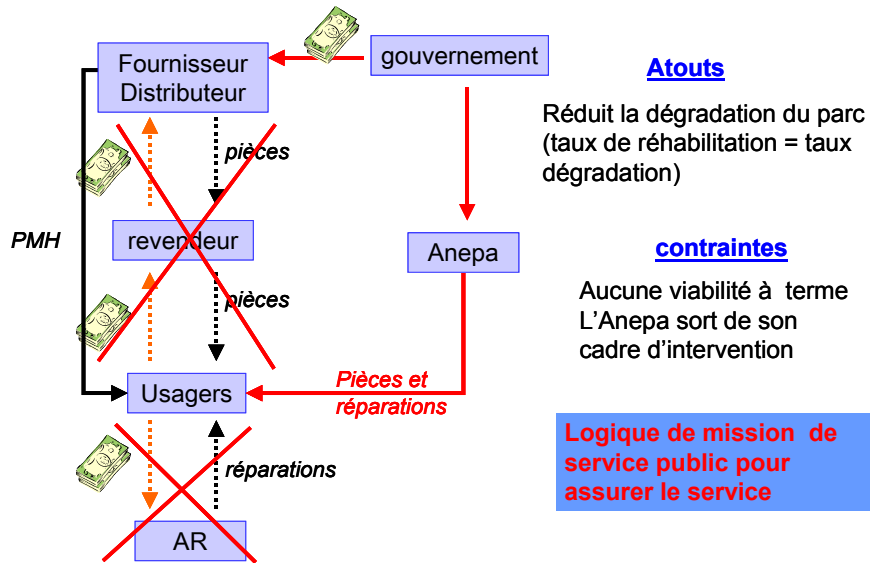 Fournisseur
Distributeur
gouvernement
pièces
PMH
revendeur
Anepa
pièces
Usagers
Pièces et
réparations
réparations
AR
Atouts
Réduit la dégradation du parc
(taux de réhabilitation = taux
dégradation)
contraintes
Aucune viabilité à terme
L'Anepa sort de son
cadre d'intervention
Logique de mission de
service public pour
assurer le service